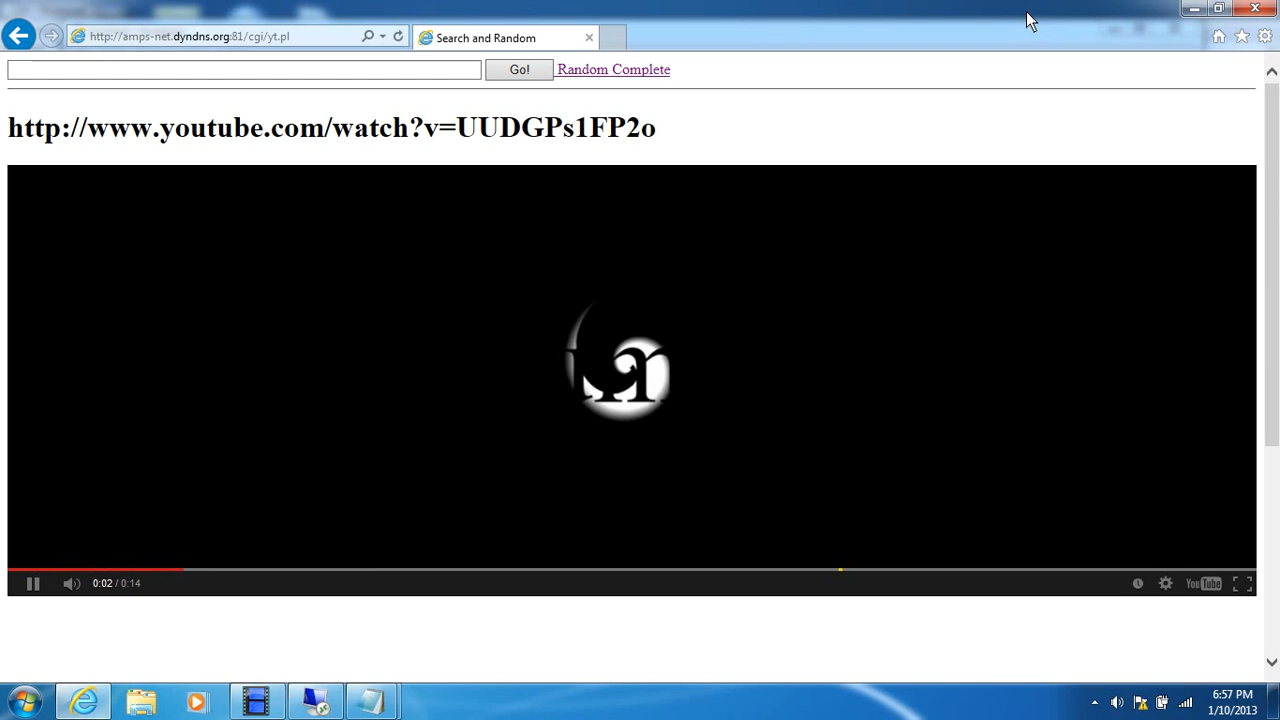 http://amps-net.dyndns.org:81/cgi/yt.pl
Search and Random
Go!
Random Complete
http://www.youtube.com/watch?v=UUDGPs1FP2o
0:02 / 0:14
YouTube
6:57 PM
1/10/2013